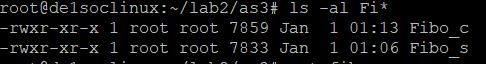 root@de1soclinux:~/lab2/as3# ls -al Fi*
-rwxr-xr-x 1 root root 7859 Jan  1 01:13 Fibo_c
-rwxr-xr-x 1 root root 7833 Jan  1 01:06 Fibo_s